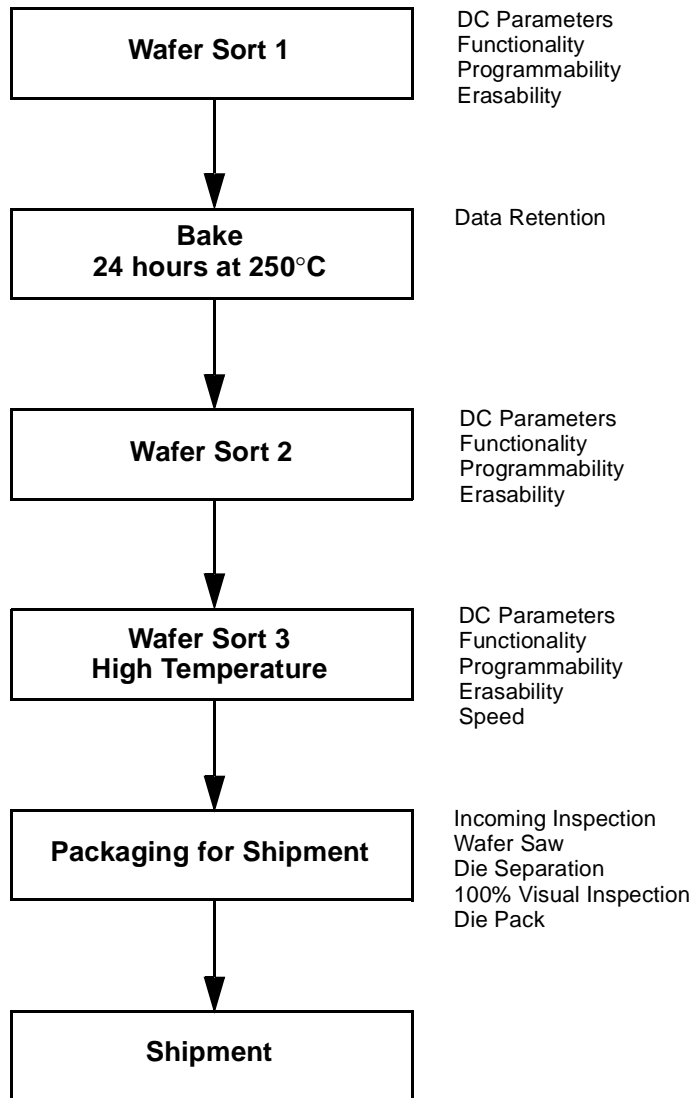 Wafer Sort 1
DC Parameters
Functionality
Programmability
Erasability
Bake
24 hours at 250°C
Data Retention
Wafer Sort 2
DC Parameters
Functionality
Programmability
Erasability
Wafer Sort 3
High Temperature
DC Parameters
Functionality
Programmability
Erasability
Speed
Packaging for Shipment
Incoming Inspection
Wafer Saw
Die Separation
100% Visual Inspection
Die Pack
Shipment